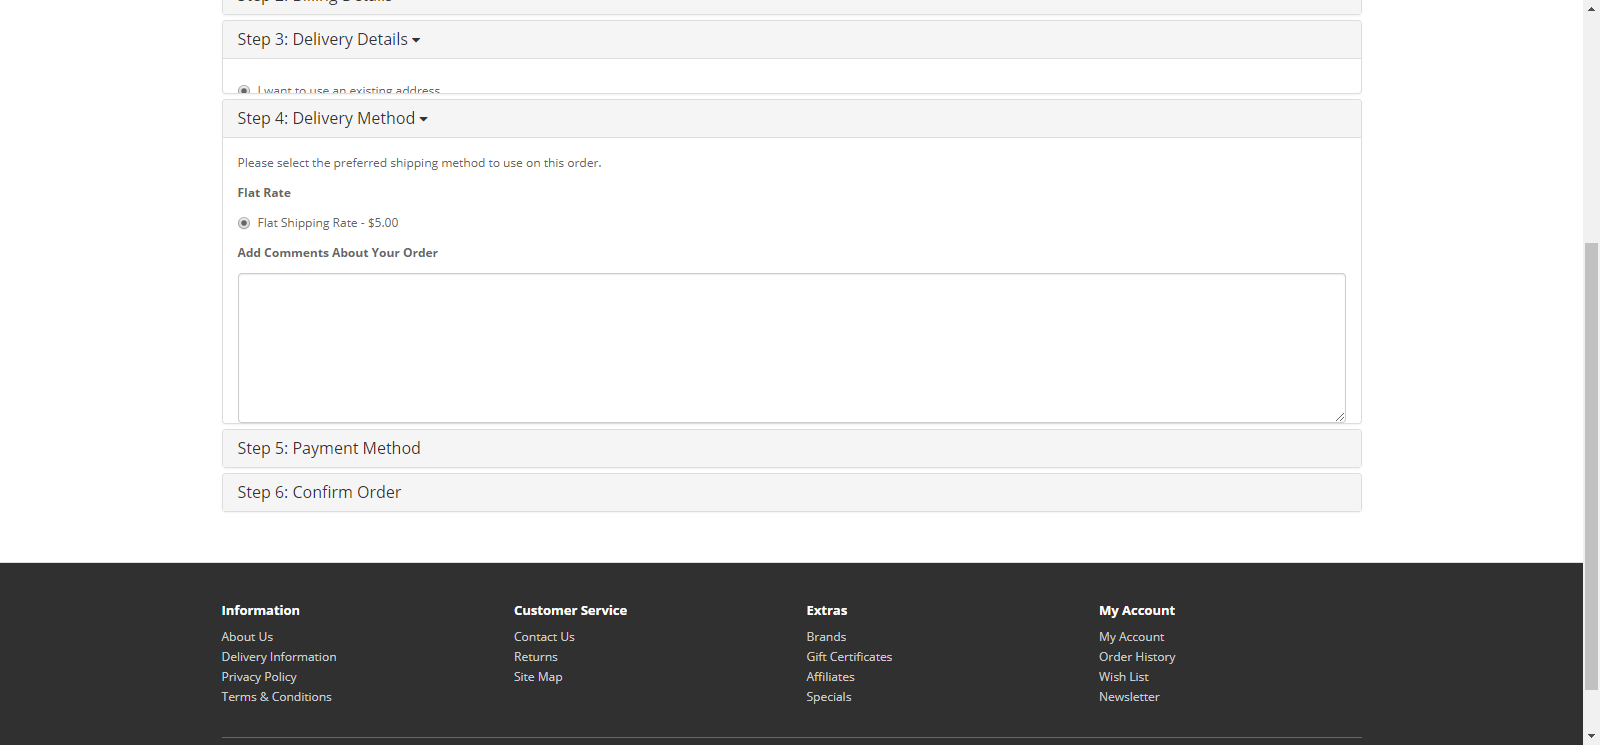 Step 2: Billing Details
Step 3: Delivery Details
I want to use an existing address
Step 4: Delivery Method
Please select the preferred shipping method to use on this order.
Flat Rate
Flat Shipping Rate - $5.00
Add Comments About Your Order
Step 5: Payment Method
Step 6: Confirm Order
Information
About Us
Delivery Information
Privacy Policy
Terms & Conditions
Customer Service
Contact Us
Returns
Site Map
Extras
Brands
Gift Certificates
Affiliates
Specials
My Account
My Account
Order History
Wish List
Newsletter